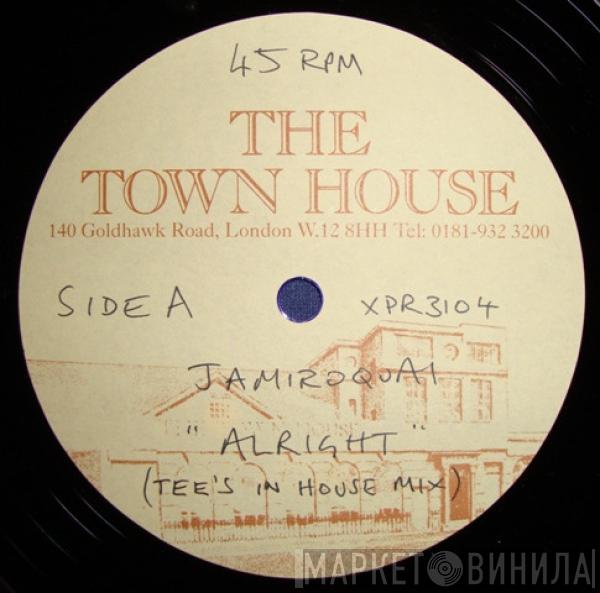 45 RPM
THE
TOWN HOUSE
140 Goldhawk Road, London W.12 8HH Tel: 0181-932 3200
SIDE A XPR3104
JAMIROQUAI
"ALRIGHT"
(TEE'S IN HOUSE MIX)
МАРКЕТ ВИНИЛА